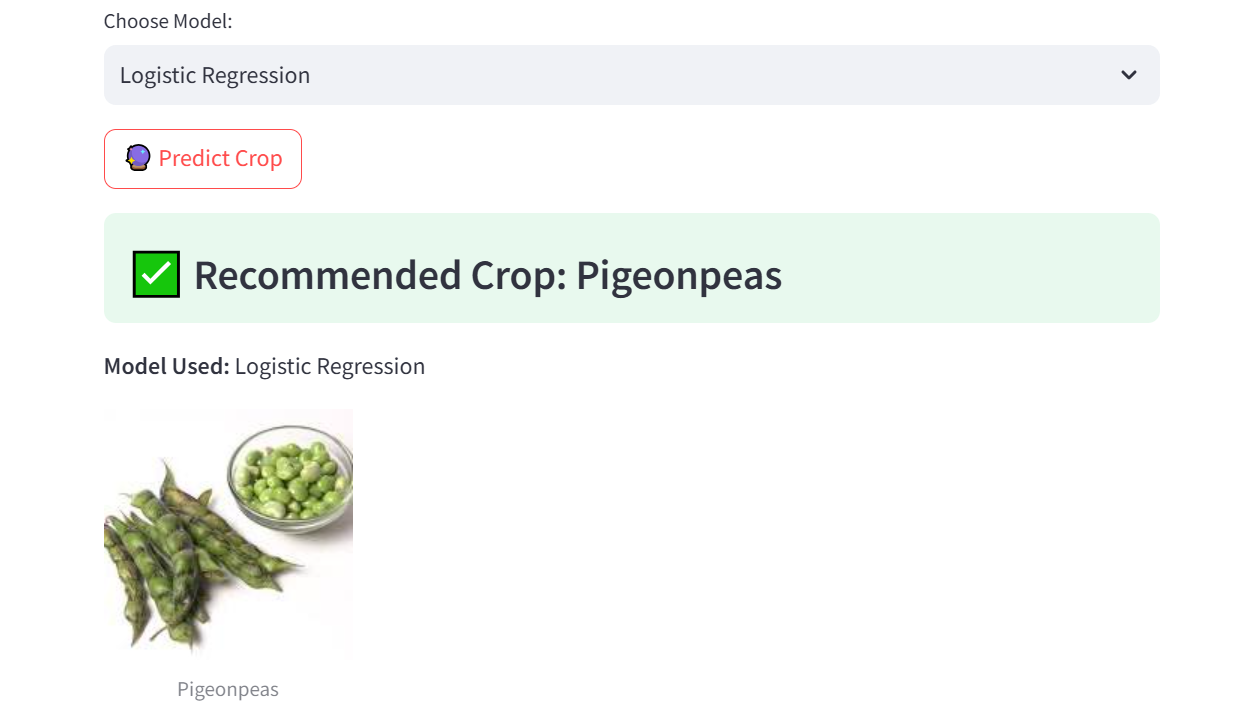 Choose Model:
Logistic Regression
Predict Crop
Recommended Crop: Pigeonpeas
Model Used: Logistic Regression
Pigeonpeas